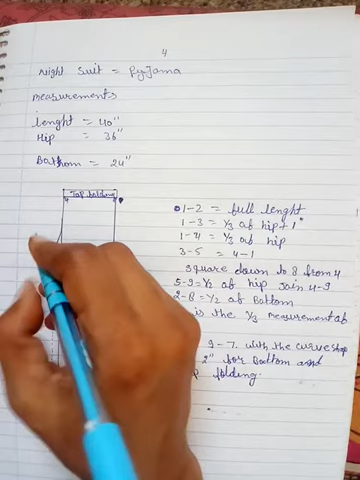 4
Night Suit = Pyjama
measurements
lenght = 40"
Hip = 36"
Bottom = 24"
Top folding
1-2 = full lenght
1-3 = 1/3 of hip+1"
1-4 = 1/3 of hip
3-5 = 4-1
square down to 8 from 4
5-9 = 1/2 of hip Join 4-9
2-8 = 1/2 of Bottom
is the 1/3 measurement of
9-7. with the curve shap
2" for Bottom and
folding.